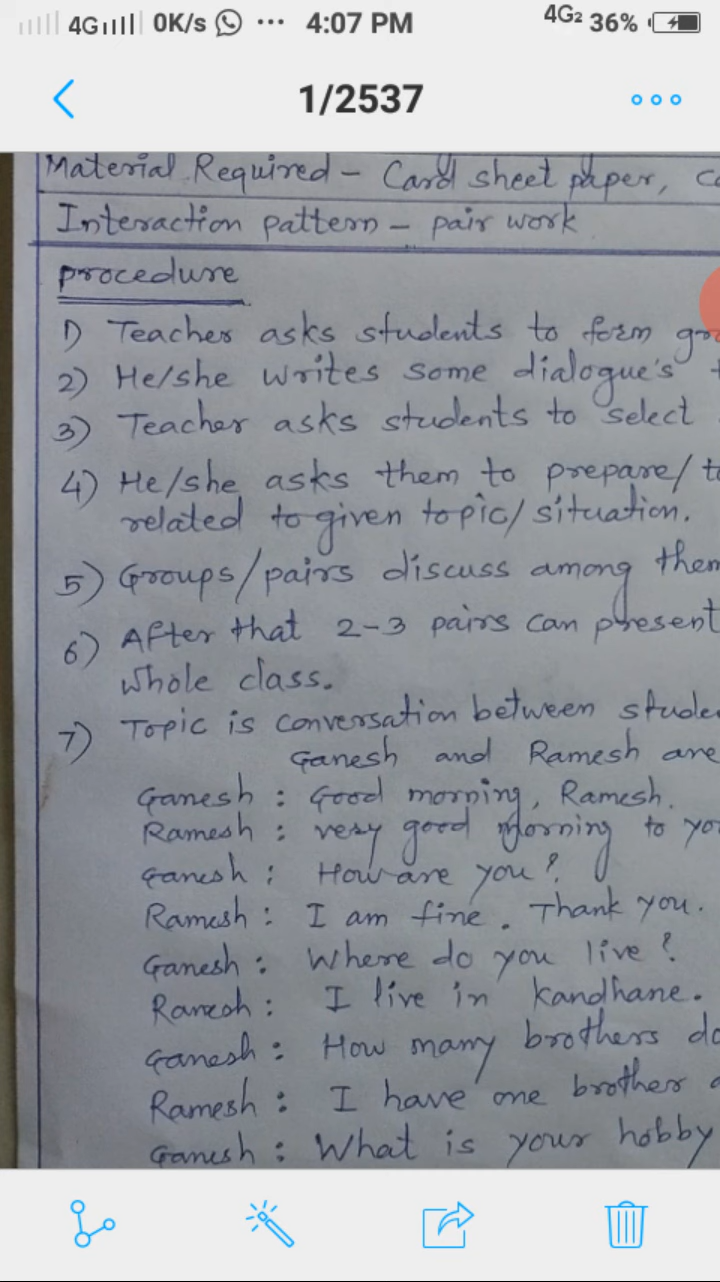 4G 0K/s ... 4:07 PM 4G2 36%
1/2537
Material Required - Card sheet paper,
Interaction pattern - pair work
procedure
1) Teacher asks students to form
2) He/she writes some dialogue's
3) Teacher asks students to select
4) He/she asks them to prepare/
related to given topic/situation.
5) Groups/pairs discuss among
6) After that 2-3 pairs can present
whole class.
7) Topic is conversation between
Ganesh and Ramesh are
Ganesh : Good morning, Ramesh.
Ramesh : very good morning to
Ganesh : How are you?
Ramesh : I am fine. Thank you.
Ganesh : Where do you live?
Ramesh : I live in kandhane.
Ganesh : How many brothers
Ramesh : I have one brother
Ganesh : What is your hobby